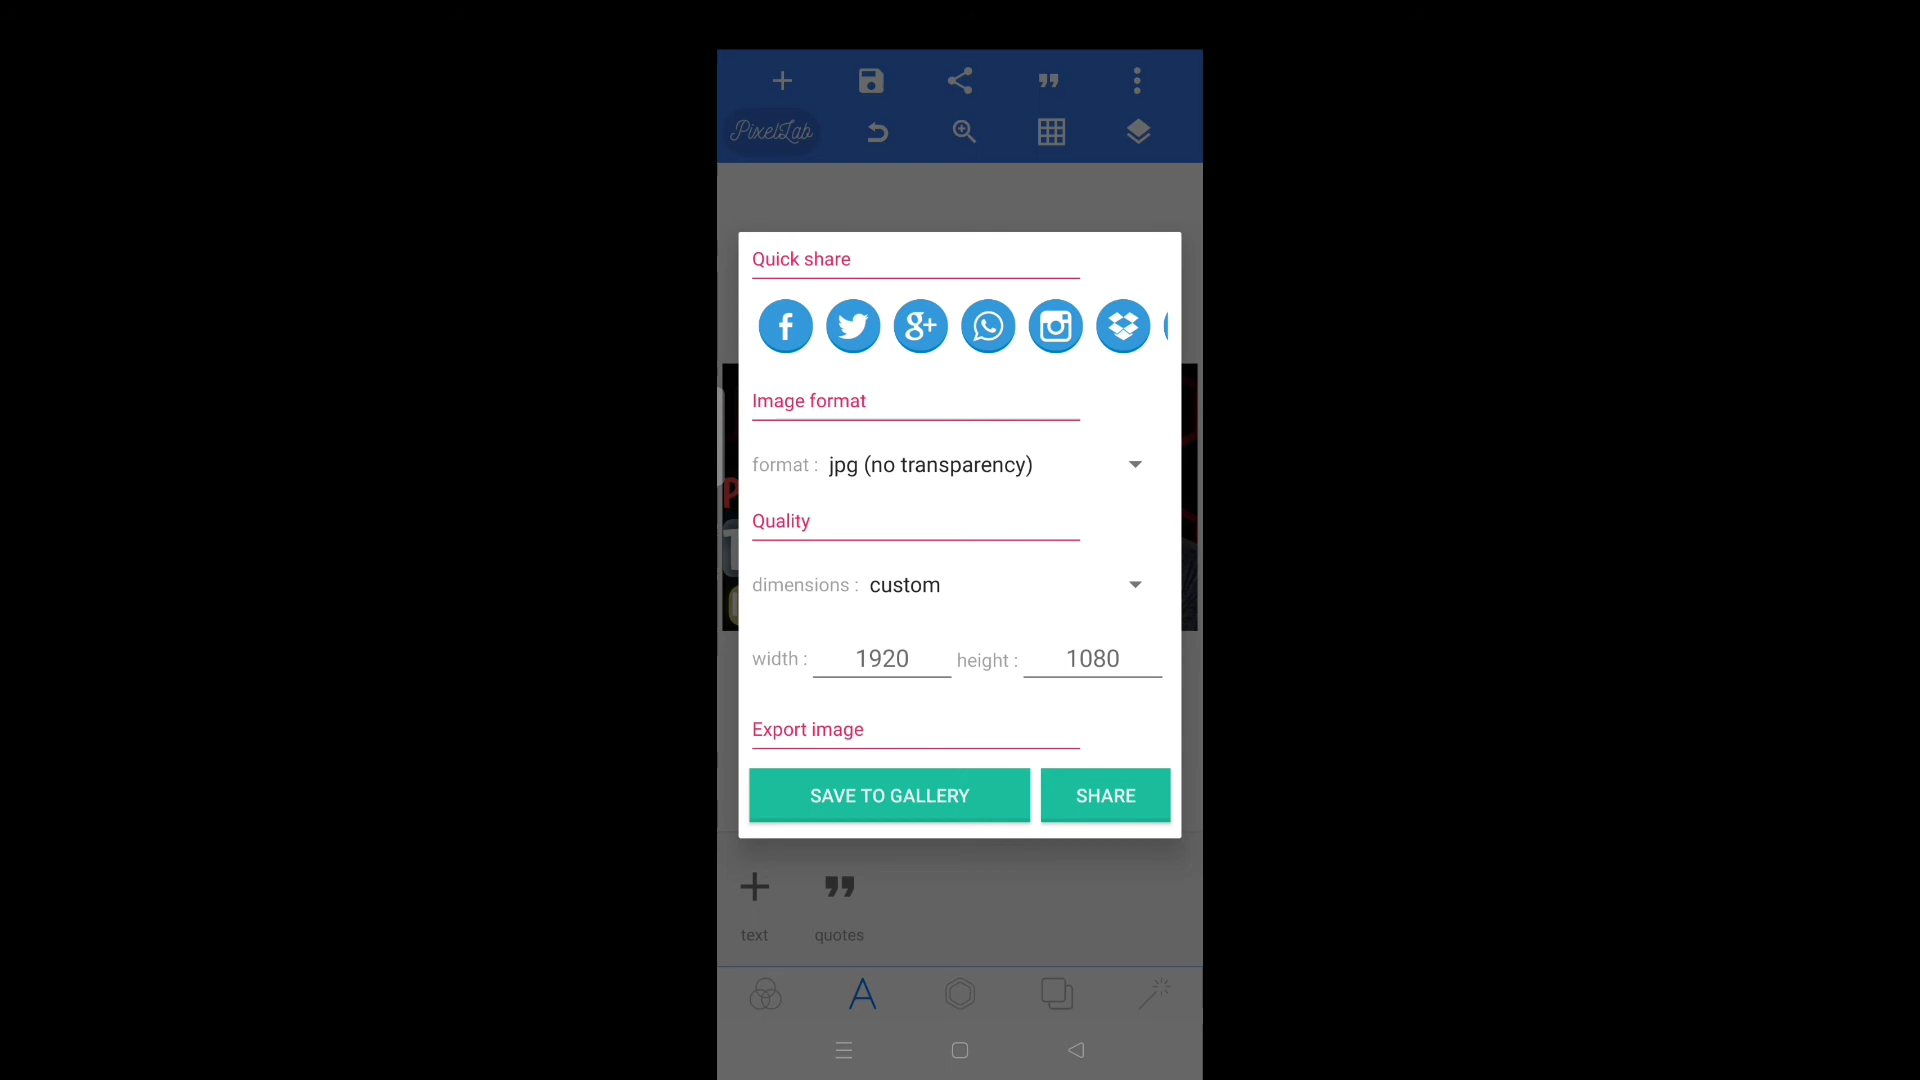 PixelLab
Quick share
Image format
format : jpg (no transparency)
Quality
dimensions : custom
width : 1920 height : 1080
Export image
SAVE TO GALLERY SHARE
text quotes